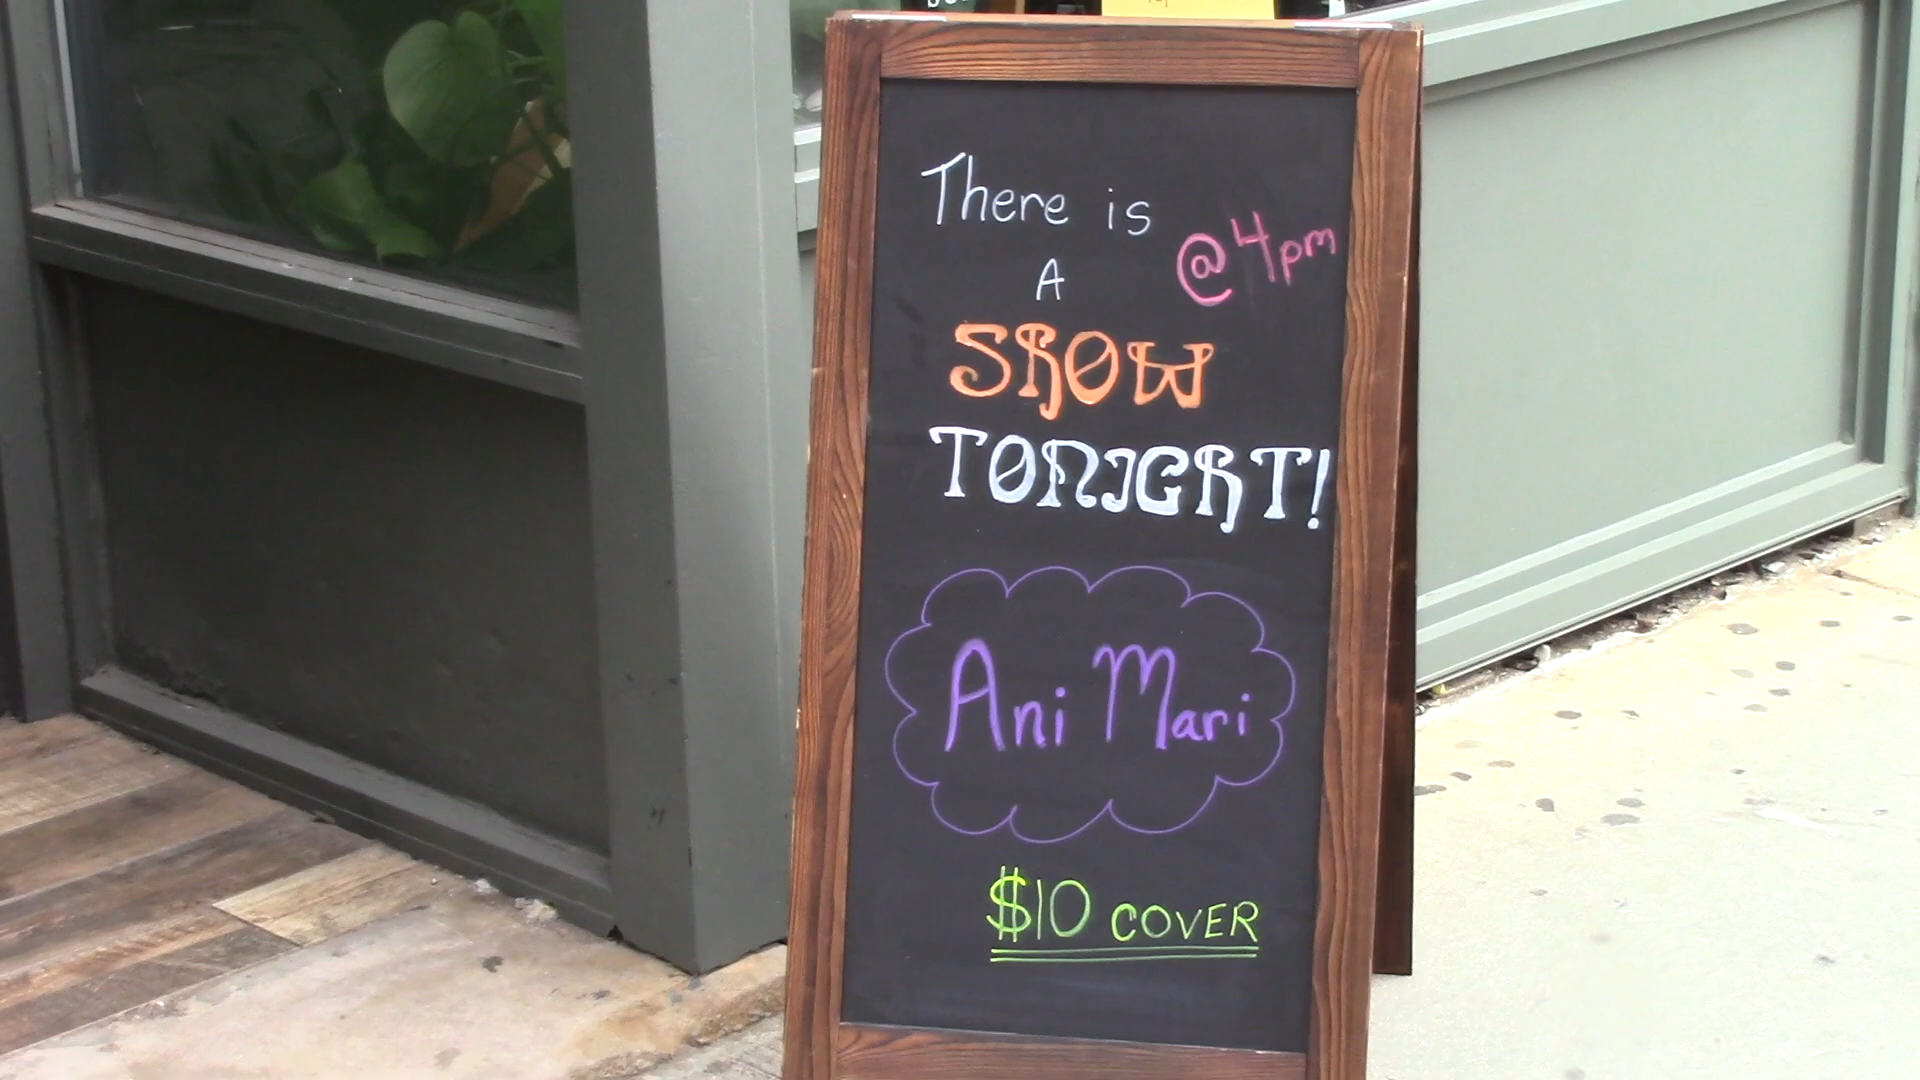 There is
@4pm
A
SHOW
TONIGHT!
Ani Mari
$10 COVER